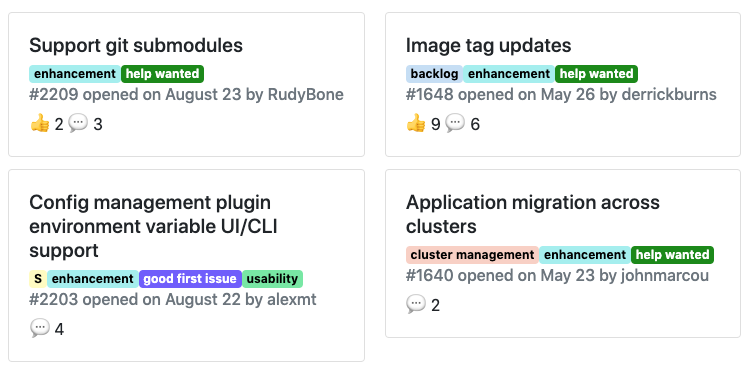 Support git submodules
enhancement help wanted
#2209 opened on August 23 by RudyBone
👍 2 💬 3
Config management plugin
environment variable UI/CLI
support
S enhancement good first issue usability
#2203 opened on August 22 by alexmt
💬 4
Image tag updates
backlog enhancement help wanted
#1648 opened on May 26 by derrickburns
👍 9 💬 6
Application migration across
clusters
cluster management enhancement help wanted
#1640 opened on May 23 by johnmarcou
💬 2